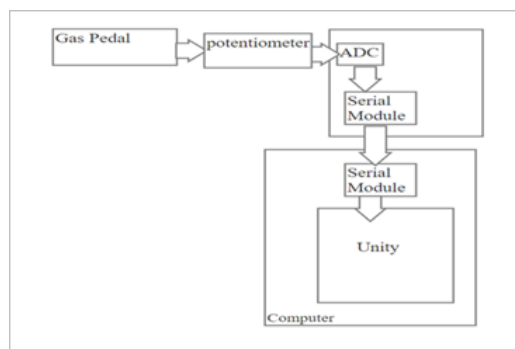 Gas Pedal
potentiometer
ADC
Serial
Module
Serial
Module
Unity
Computer